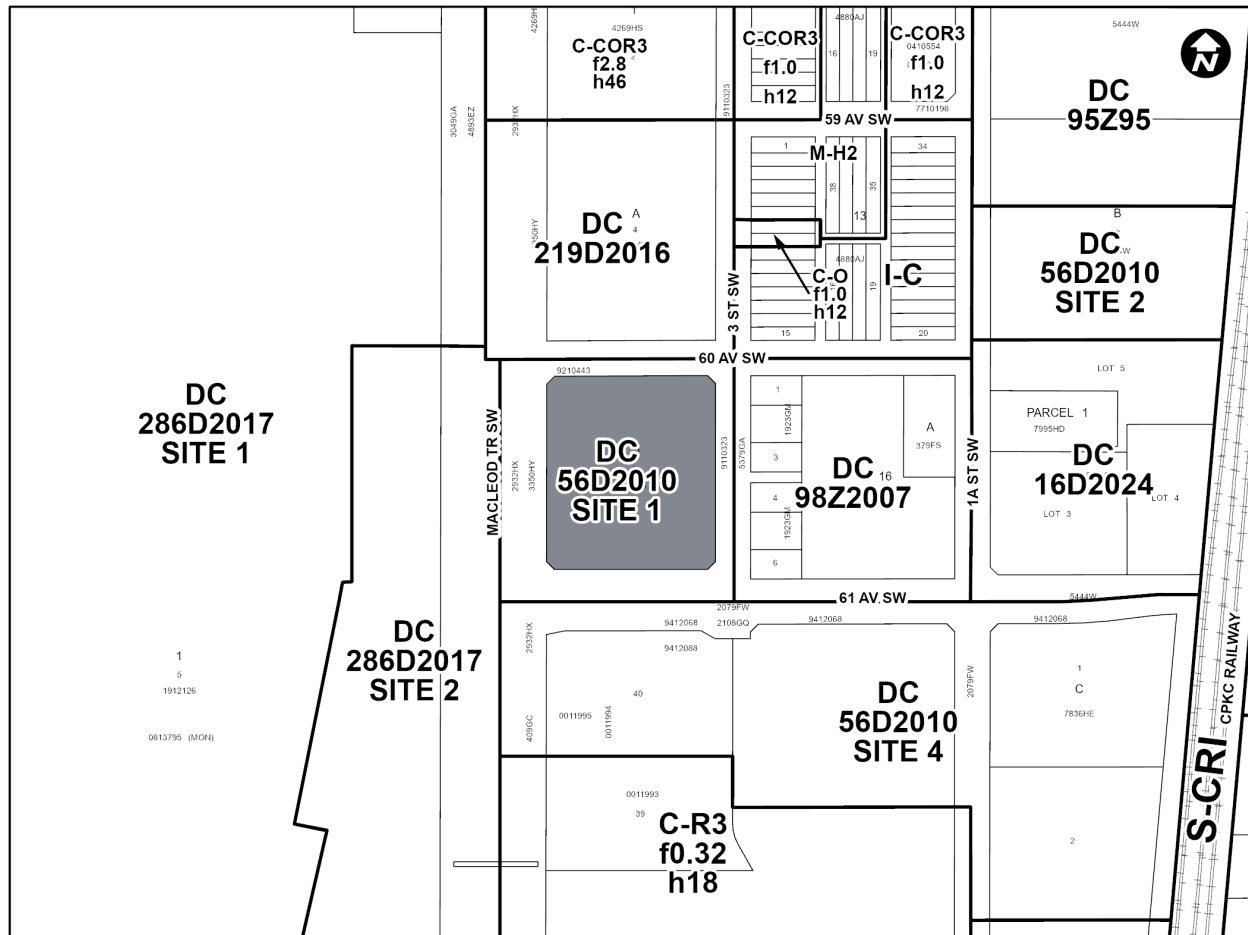 4269HS
C-COR3
f2.8
h46
C-COR3
f1.0
h12
4880AJ
16
19
C-COR3
0410554
f1.0
h12
7710198
5444W
N
3049GA
4893EZ
2932HX
9110323
59 AV SW
DC
95Z95
1
M-H2
38
35
13
34
DC
219D2016
A
4
C-O
f1.0
h12
4880AJ
19
I-C
15
20
3 ST SW
B
DC
56D2010
SITE 2
60 AV SW
9210443
DC
286D2017
SITE 1
MACLEOD TR SW
2932HX
3350HY
DC
56D2010
SITE 1
9110323
5379GA
1
1923GM
3
4
1923GM
6
DC
98Z2007
16
A
379FS
1A ST SW
LOT 5
PARCEL 1
7995HD
DC
16D2024
LOT 4
LOT 3
61 AV SW
5444W
2079FW
9412068
2108GQ
9412068
9412068
9412088
2932HX
DC
286D2017
SITE 2
1
5
1912126
0813795 (MON)
40
0011995
0011994
409GC
DC
56D2010
SITE 4
2079FW
1
C
7836HE
2
0011993
39
C-R3
f0.32
h18
S-CRI
CPKC RAILWAY